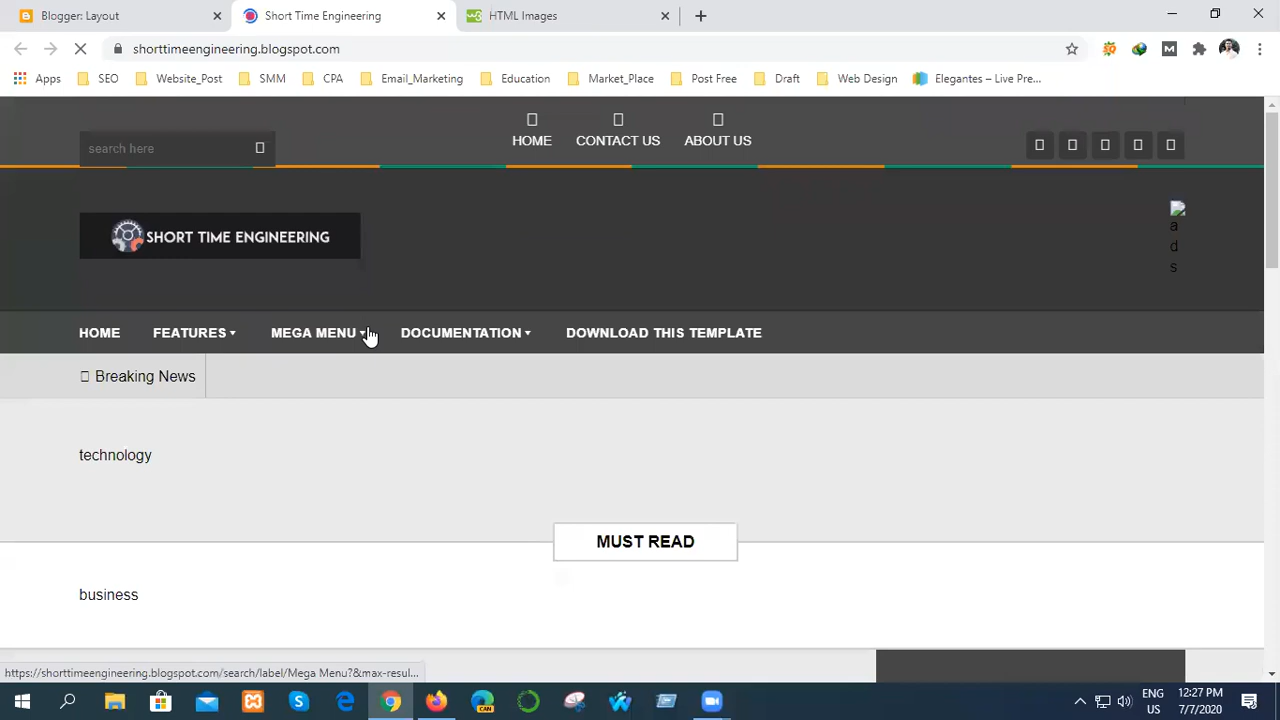 Blogger: Layout
Short Time Engineering
HTML Images
shorttimeengineering.blogspot.com
Apps SEO Website_Post SMM CPA Email_Marketing Education Market_Place Post Free Draft Web Design Elegantes – Live Pre...
search here
HOME CONTACT US ABOUT US
SHORT TIME ENGINEERING
ads
HOME FEATURES MEGA MENU DOCUMENTATION DOWNLOAD THIS TEMPLATE
Breaking News
technology
MUST READ
business
https://shorttimeengineering.blogspot.com/search/label/Mega Menu?&max-resul...
CAN
ENG
US
12:27 PM
7/7/2020